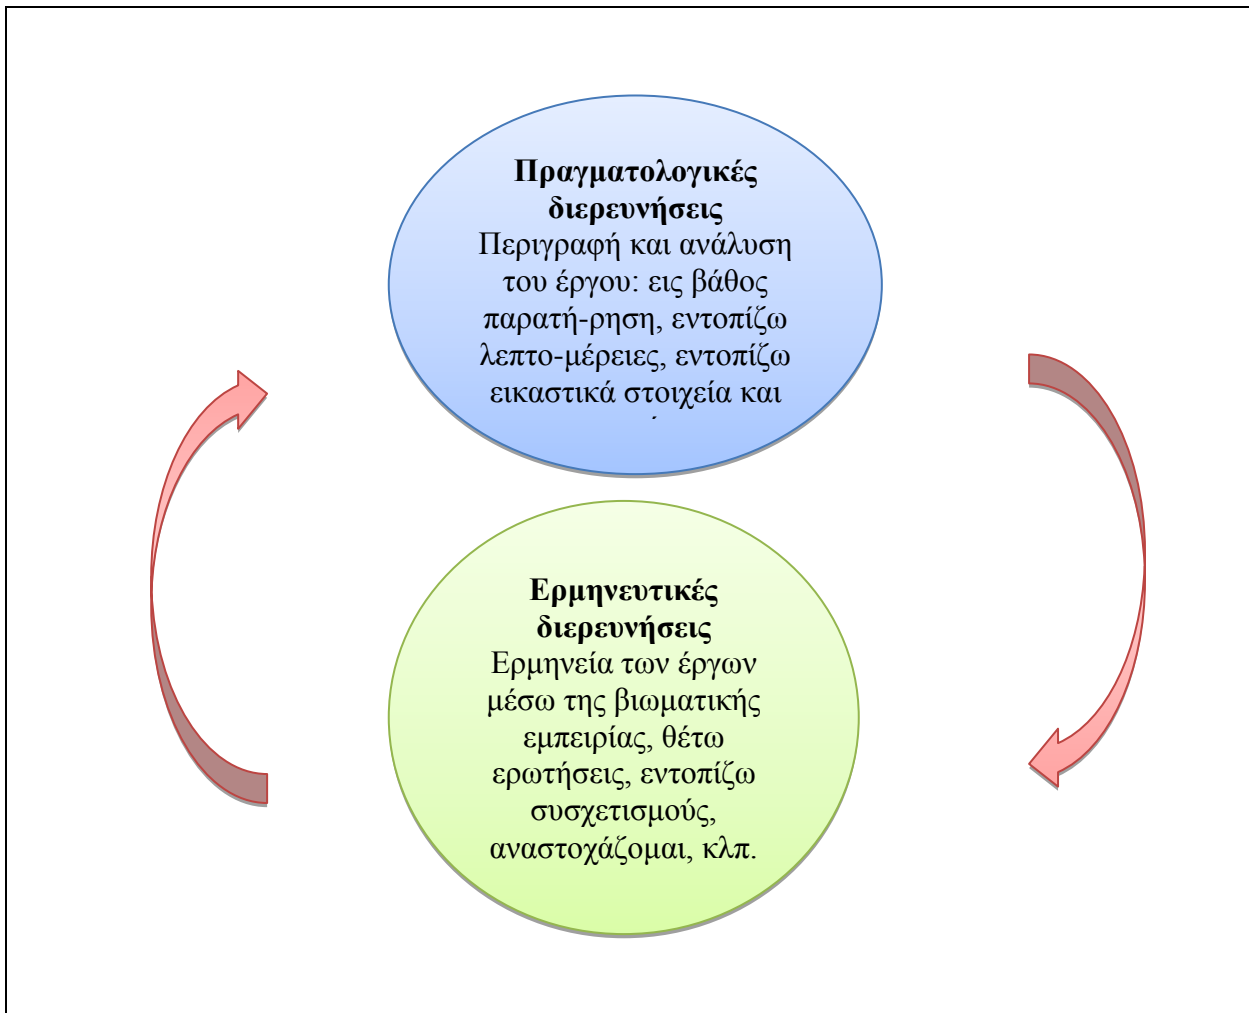 Πραγματολογικές
διερευνήσεις
Περιγραφή και ανάλυση
του έργου: εις βάθος
παρατή-ρηση, εντοπίζω
λεπτο-μέρειες, εντοπίζω
εικαστικά στοιχεία και
Ερμηνευτικές
διερευνήσεις
Ερμηνεία των έργων
μέσω της βιωματικής
εμπειρίας, θέτω
ερωτήσεις, εντοπίζω
συσχετισμούς,
αναστοχάζομαι, κλπ.